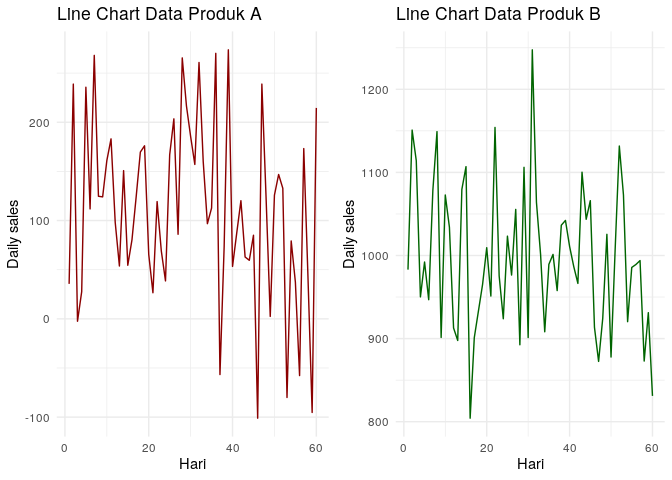 Line Chart Data Produk A
Daily sales
200
100
0
-100
0 20 40 60
Hari
Line Chart Data Produk B
Daily sales
1200
1100
1000
900
800
0 20 40 60
Hari